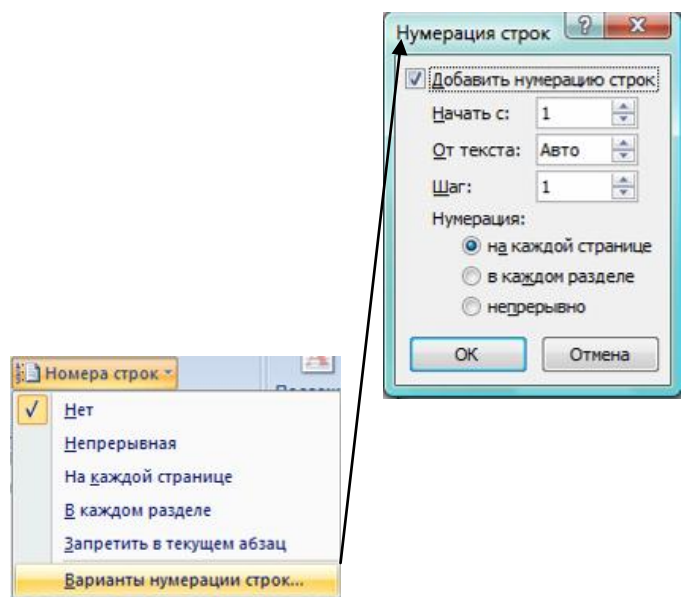 Нумерация строк
Добавить нумерацию строк
Начать с: 1
От текста: Авто
Шаг: 1
Нумерация:
на каждой странице
в каждом разделе
непрерывно
ОК Отмена
Номера строк
Нет
Непрерывная
На каждой странице
В каждом разделе
Запретить в текущем абзац
Варианты нумерации строк...